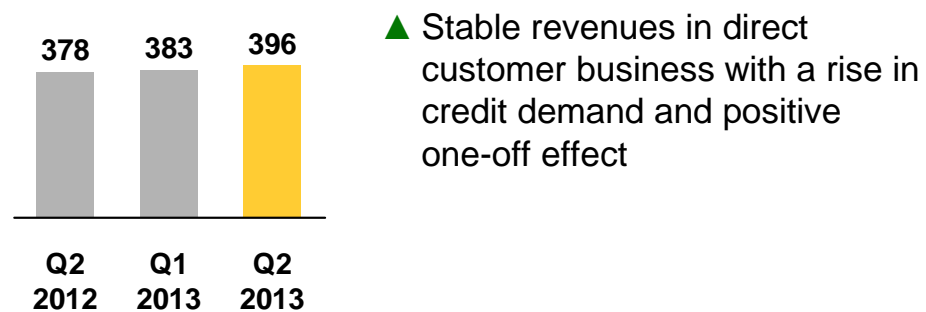 378 383 396
Q2 Q1 Q2
2012 2013 2013
▲ Stable revenues in direct
customer business with a rise in
credit demand and positive
one-off effect